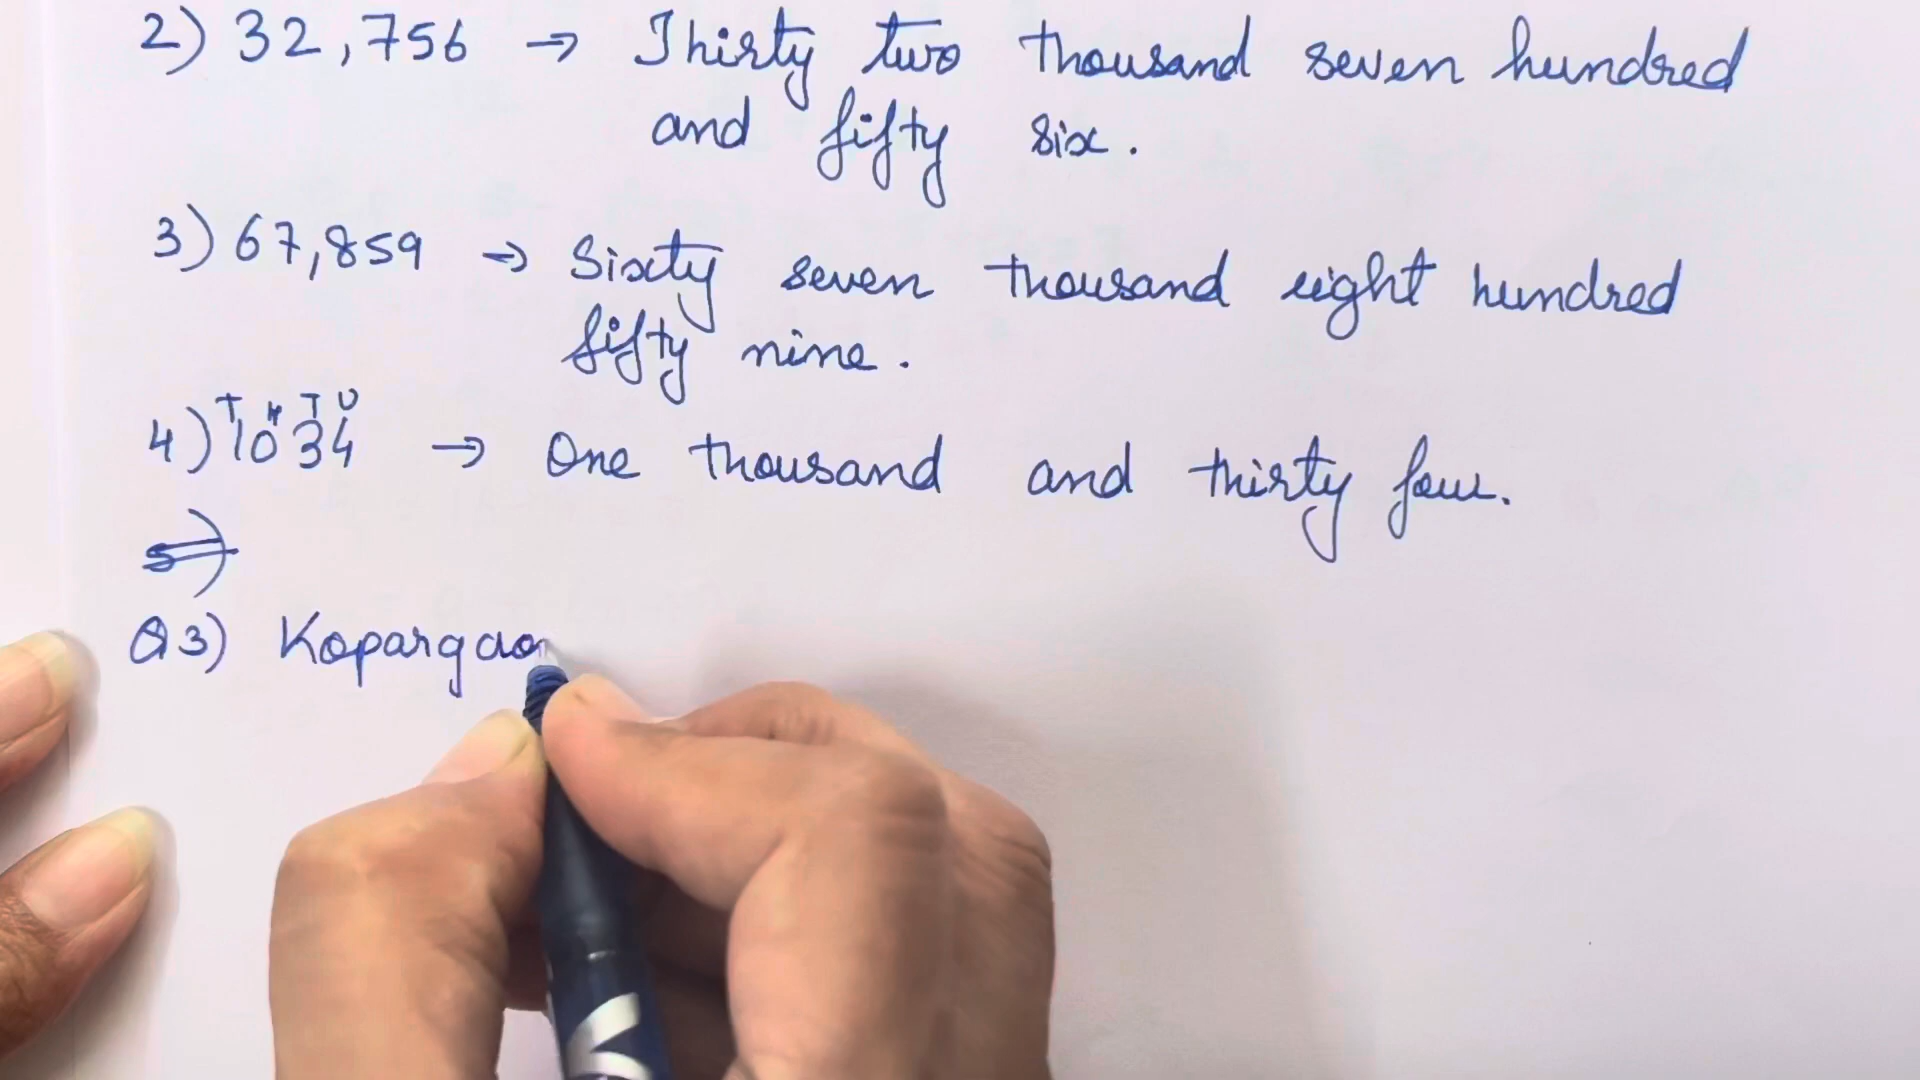 2) 32,756 → Thirty two thousand seven hundred
and fifty six.
3) 67,859 → Sixty seven thousand eight hundred
fifty nine.
T H T U
4) 1034 → One thousand and thirty four.
5)
Q3) Kopargaon